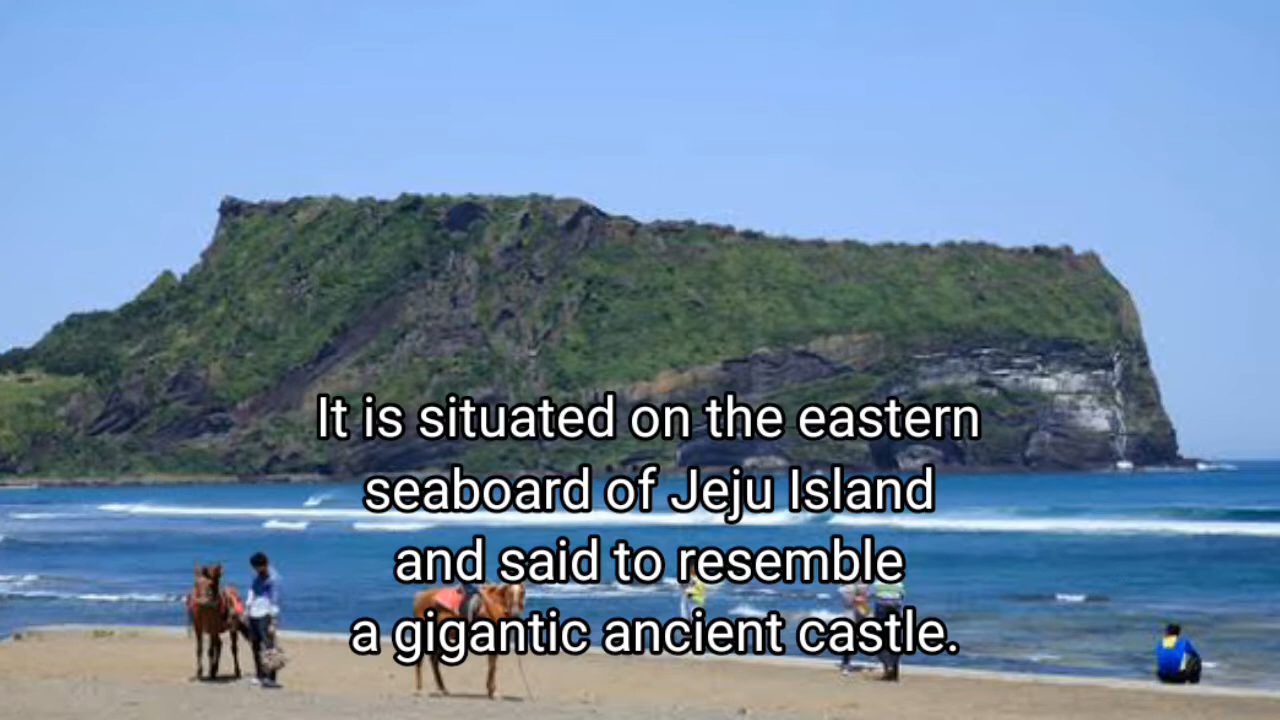 It is situated on the eastern
seaboard of Jeju Island
and said to resemble
a gigantic ancient castle.